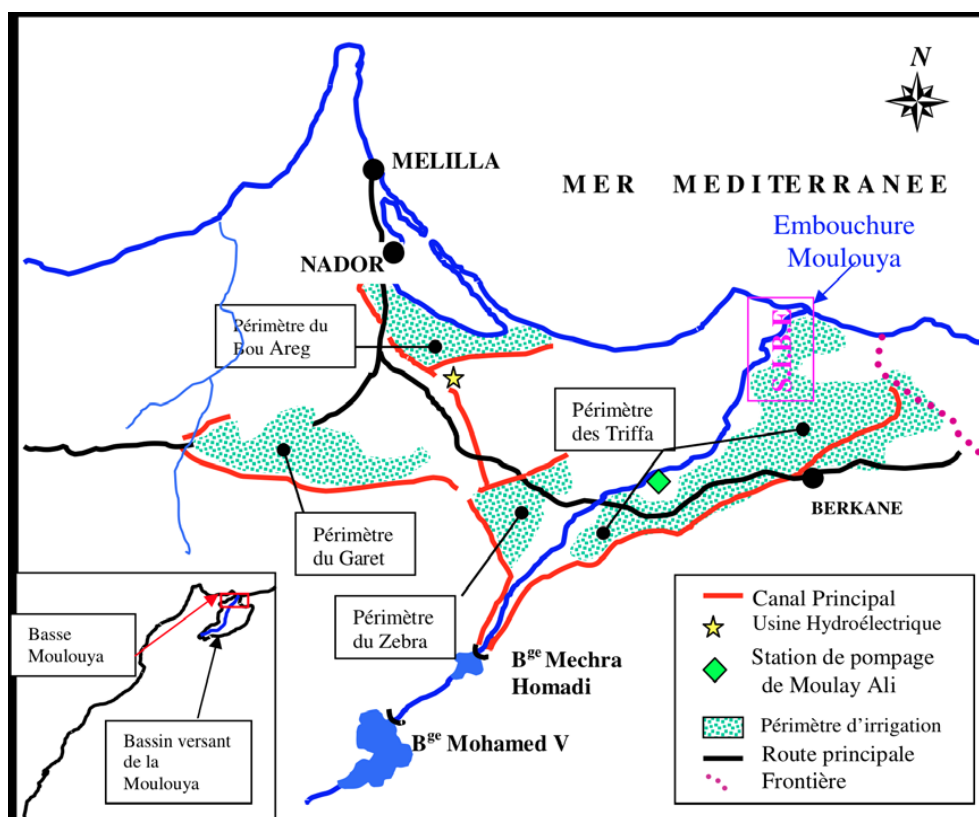 N
MELILLA
MER MEDITERRANEE
Embouchure
Moulouya
NADOR
Périmètre du
Bou Areg
S.I.B.E
Périmètre
des Triffa
BERKANE
Périmètre
du Garet
Périmètre
du Zebra
Bge Mechra
Homadi
Bge Mohamed V
Basse
Moulouya
Bassin versant
de la
Moulouya
Canal Principal
Usine Hydroélectrique
Station de pompage
de Moulay Ali
Périmètre d'irrigation
Route principale
Frontière